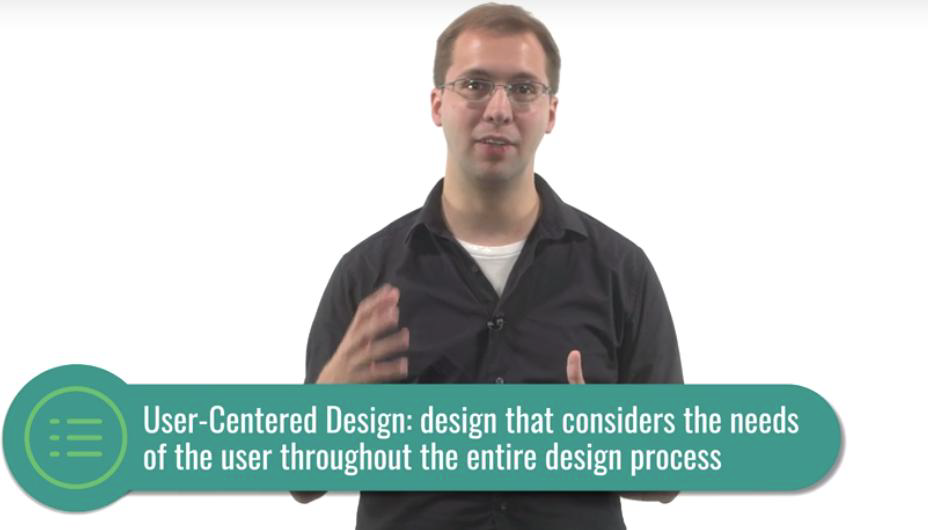 User-Centered Design: design that considers the needs
of the user throughout the entire design process